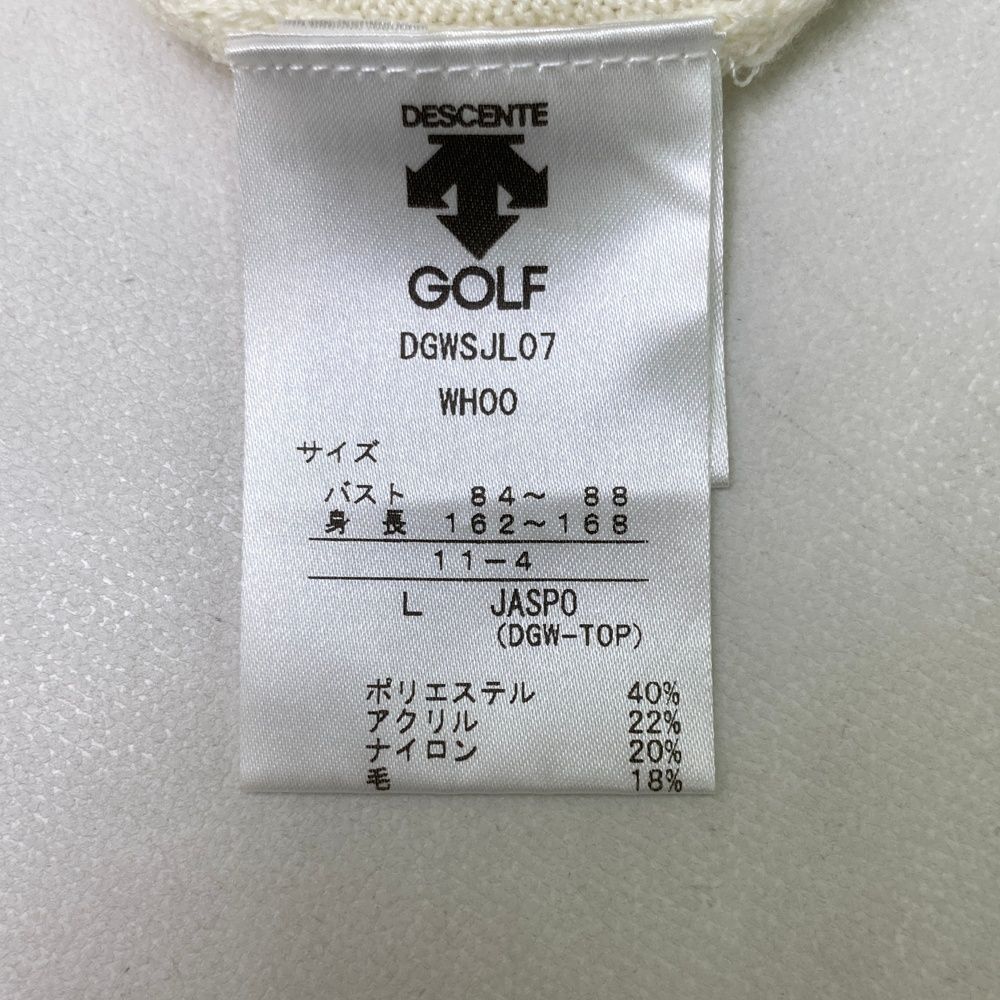 DESCENTE
GOLF
DGWSJL07
WH00
サイズ
バスト 84～ 88
身 長 162～168
11-4
L JASPO
(DGW-TOP)
ポリエステル 40%
アクリル 22%
ナイロン 20%
毛 18%